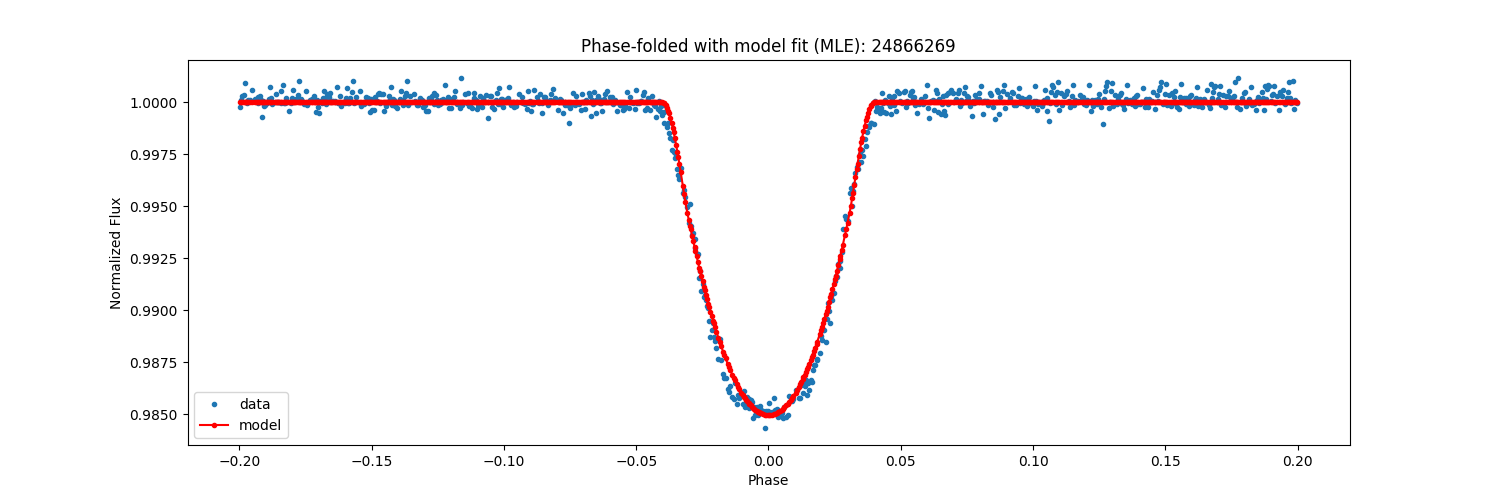 Phase-folded with model fit (MLE): 24866269
1.0000
0.9975
0.9950
0.9925
0.9900
0.9875
0.9850
Normalized Flux
data
model
−0.20 −0.15 −0.10 −0.05 0.00 0.05 0.10 0.15 0.20
Phase